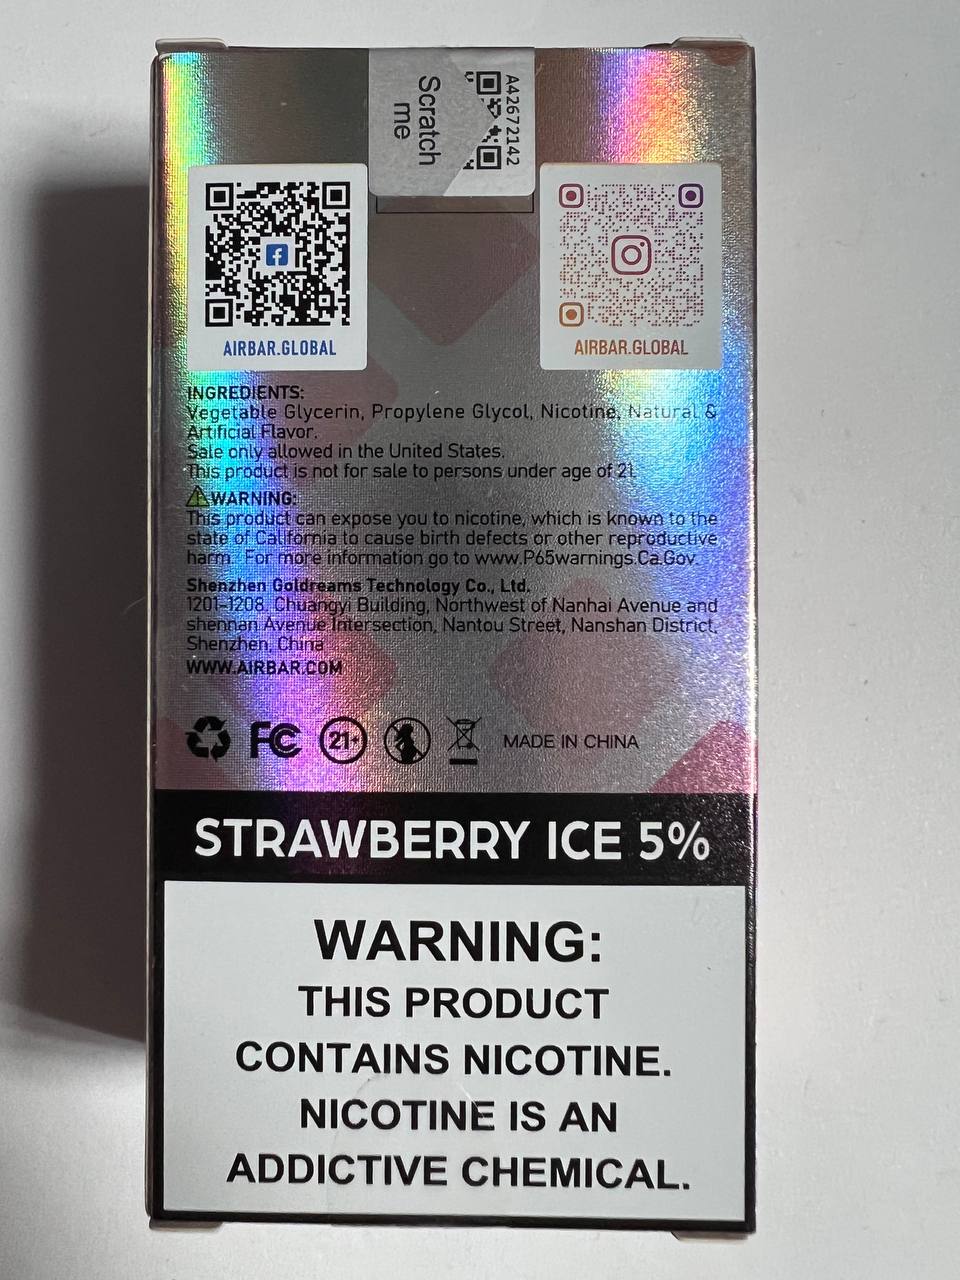 A42672142
Scratch
me
AIRBAR.GLOBAL
AIRBAR.GLOBAL
INGREDIENTS:
Vegetable Glycerin, Propylene Glycol, Nicotine, Natural &
Artificial Flavor.
Sale only allowed in the United States.
This product is not for sale to persons under age of 21.
WARNING:
This product can expose you to nicotine, which is known to the
state of California to cause birth defects or other reproductive
harm. For more information go to www.P65warnings.Ca.Gov.
Shenzhen Goldreams Technology Co., Ltd.
1201-1208, Chuangyi Building, Northwest of Nanhai Avenue and
shennan Avenue Intersection, Nantou Street, Nanshan District,
Shenzhen, China
WWW.AIRBAR.COM
FC 21+ MADE IN CHINA
STRAWBERRY ICE 5%
WARNING:
THIS PRODUCT
CONTAINS NICOTINE.
NICOTINE IS AN
ADDICTIVE CHEMICAL.